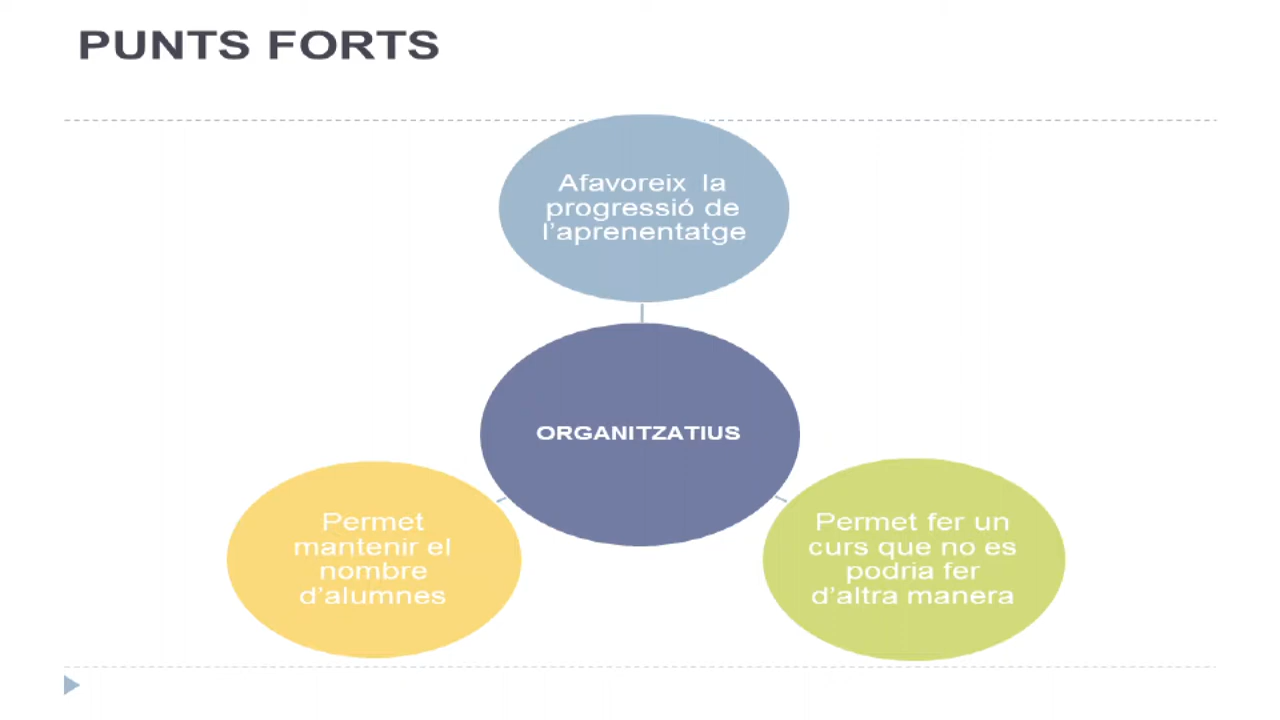 PUNTS FORTS
Afavoreix la
progressió de
l’aprenentatge
ORGANITZATIUS
Permet
mantenir el
nombre
d’alumnes
Permet fer un
curs que no es
podria fer
d’altra manera